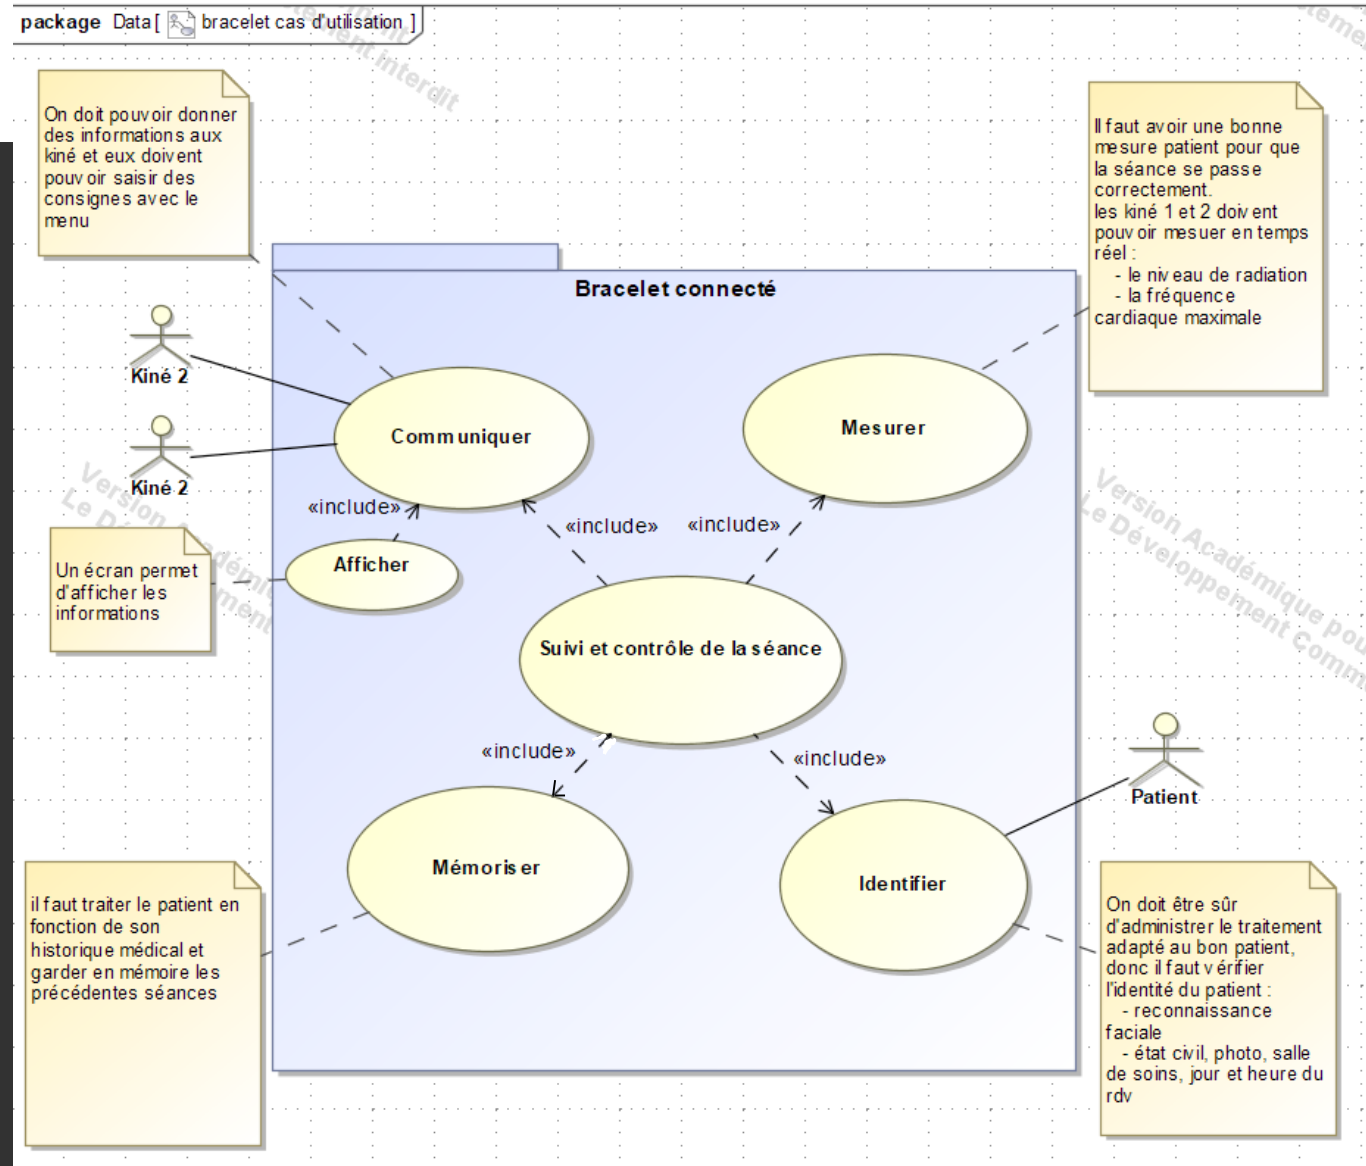 package Data[ bracelet cas d'utilisation ]
On doit pouvoir donner
des informations aux
kiné et eux doivent
pouvoir saisir des
consignes avec le
menu
Il faut avoir une bonne
mesure patient pour que
la séance se passe
correctement.
les kiné 1 et 2 doivent
pouvoir mesuer en temps
réel :
- le niveau de radiation
- la fréquence
cardiaque maximale
Bracelet connecté
Kiné 2
Kiné 2
Communiquer
Mesurer
«include»
«include»
«include»
Afficher
Un écran permet
d'afficher les
informations
Suivi et contrôle de la séance
«include»
«include»
Patient
Mémoriser
Identifier
il faut traiter le patient en
fonction de son
historique médical et
garder en mémoire les
précédentes séances
On doit être sûr
d'administrer le traitement
adapté au bon patient,
donc il faut vérifier
l'identité du patient :
- reconnaissance
faciale
- état civil, photo, salle
de soins, jour et heure du
rdv
Version Académique pou
Le Développement Comm